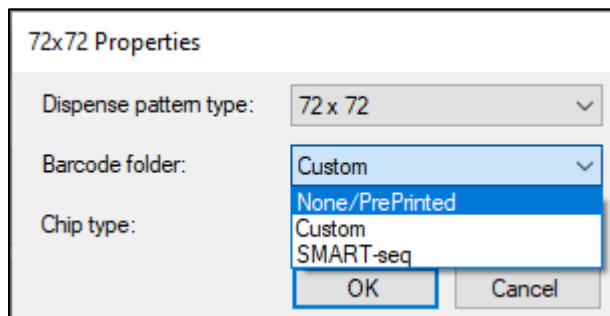 72x72 Properties
Dispense pattern type: 72 x 72
Barcode folder: Custom
None/PrePrinted
Chip type: Custom
SMART-seq
OK Cancel